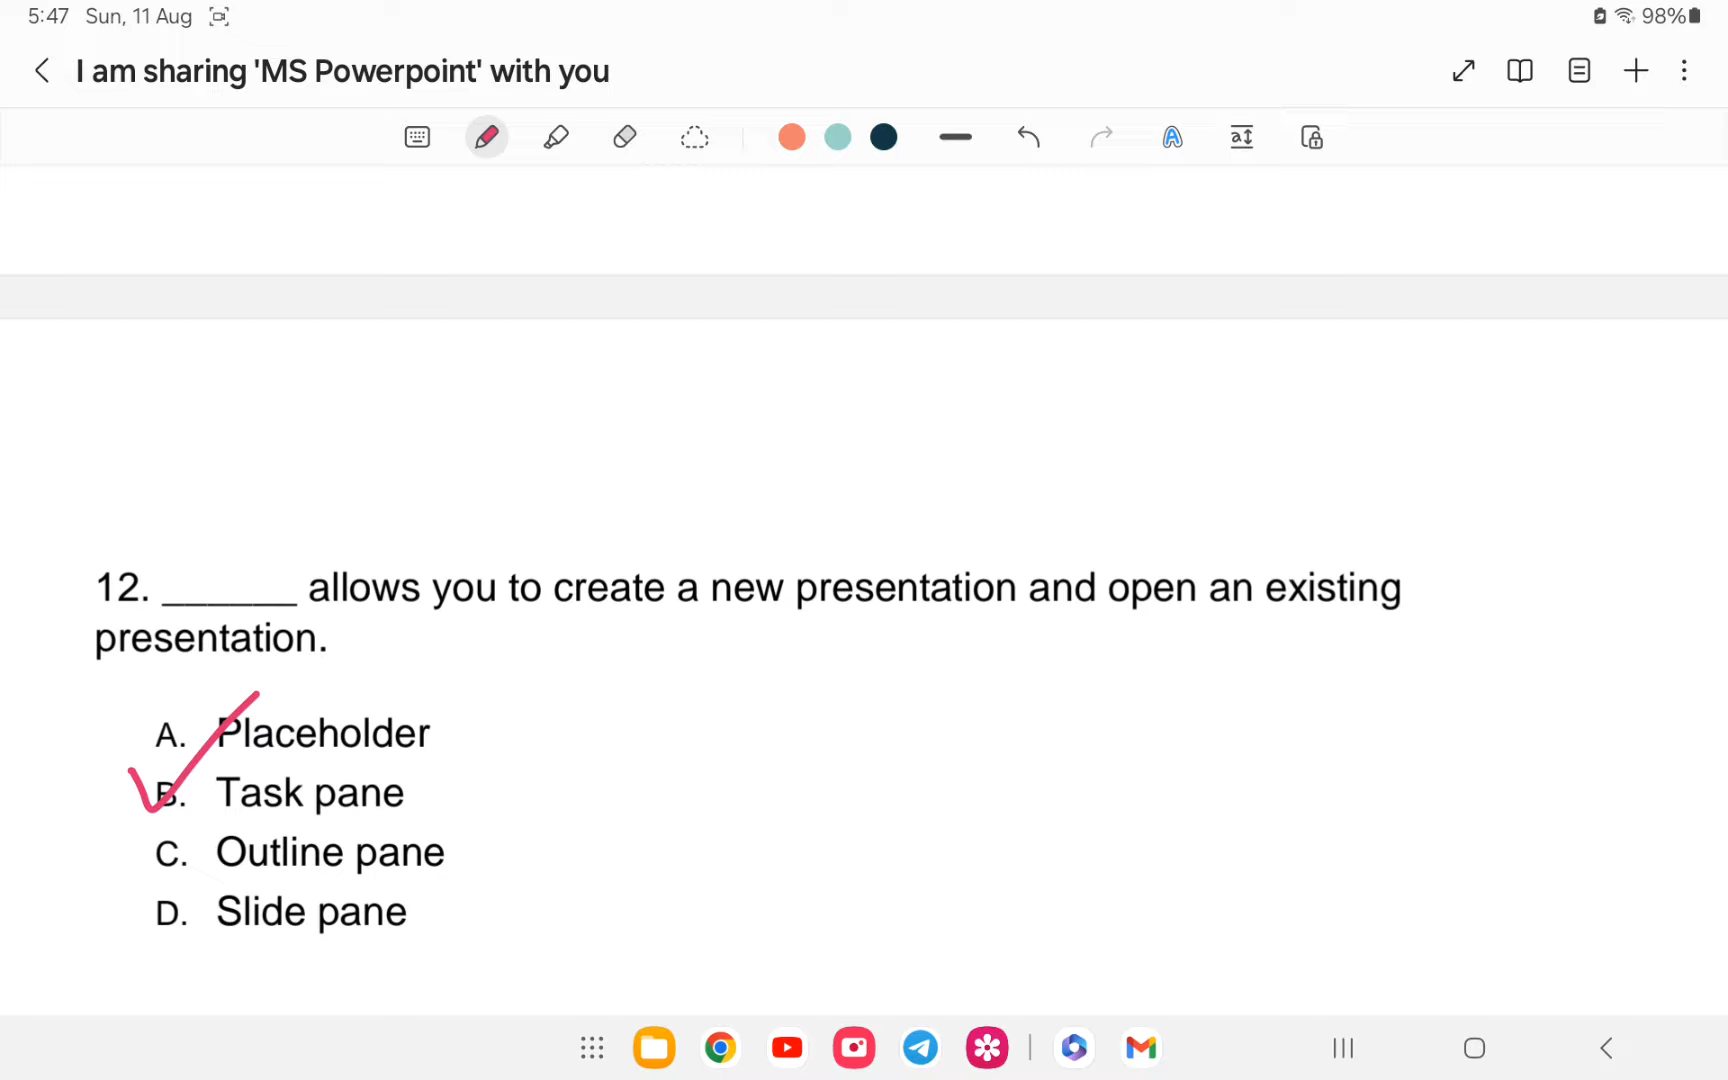 5:47 Sun, 11 Aug 98%
I am sharing 'MS Powerpoint' with you
12. ______ allows you to create a new presentation and open an existing
presentation.
A. Placeholder
B. Task pane
C. Outline pane
D. Slide pane